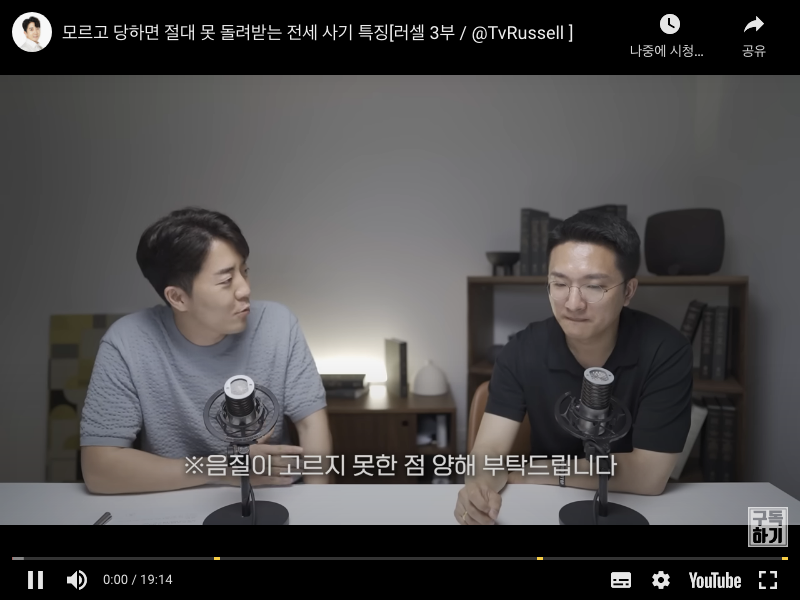 모르고 당하면 절대 못 돌려받는 전세 사기 특징[러셀 3부 / @TvRussell ]
나중에 시청...
공유
※음질이 고르지 못한 점 양해 부탁드립니다
구독
하기
0:00 / 19:14
YouTube